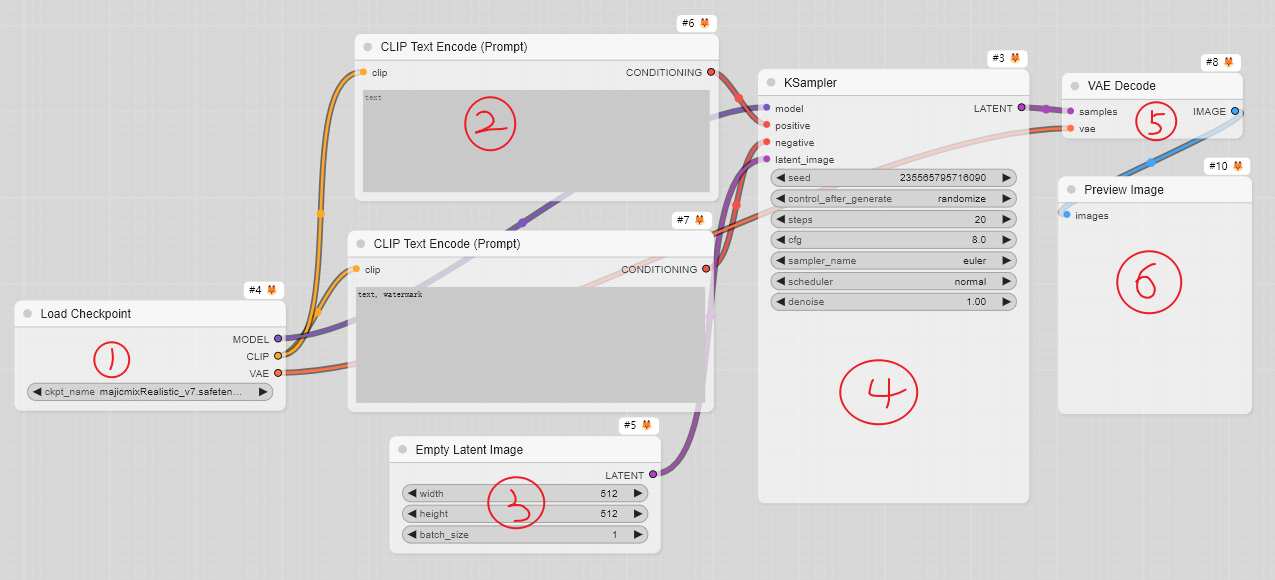 #4
Load Checkpoint
MODEL
CLIP
VAE
1
ckpt_name majicmixRealistic_v7.safeten...
#6
CLIP Text Encode (Prompt)
clip
CONDITIONING
text
2
#7
CLIP Text Encode (Prompt)
clip
CONDITIONING
text, watermark
#5
Empty Latent Image
LATENT
width 512
height 512
batch_size 1
3
#3
KSampler
model
LATENT
positive
negative
latent_image
seed 235565795716090
control_after_generate randomize
steps 20
cfg 8.0
sampler_name euler
scheduler normal
denoise 1.00
4
#8
VAE Decode
samples
IMAGE
vae
5
#10
Preview Image
images
6